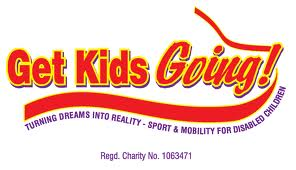 Get Kids Going!
TURNING DREAMS INTO REALITY - SPORT & MOBILITY FOR DISABLED CHILDREN
Regd. Charity No. 1063471